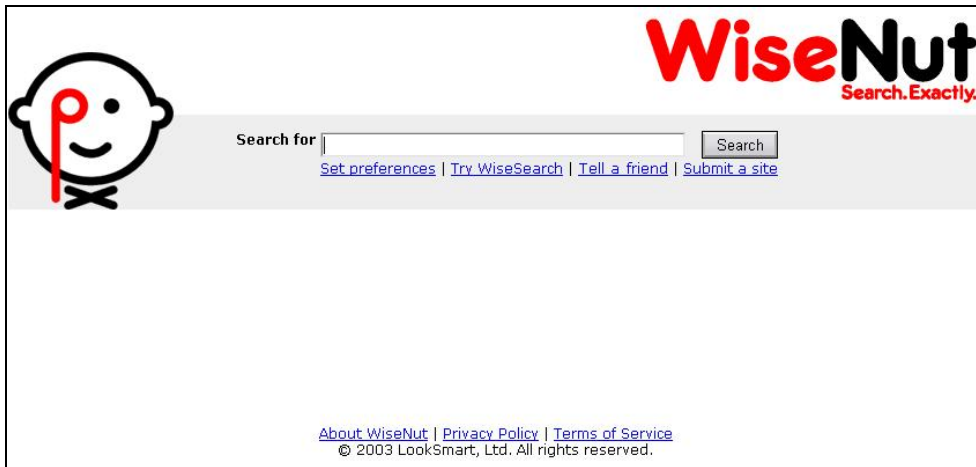 WiseNut
Search.Exactly.
Search for
Search
Set preferences | Try WiseSearch | Tell a friend | Submit a site
About WiseNut | Privacy Policy | Terms of Service
© 2003 LookSmart, Ltd. All rights reserved.